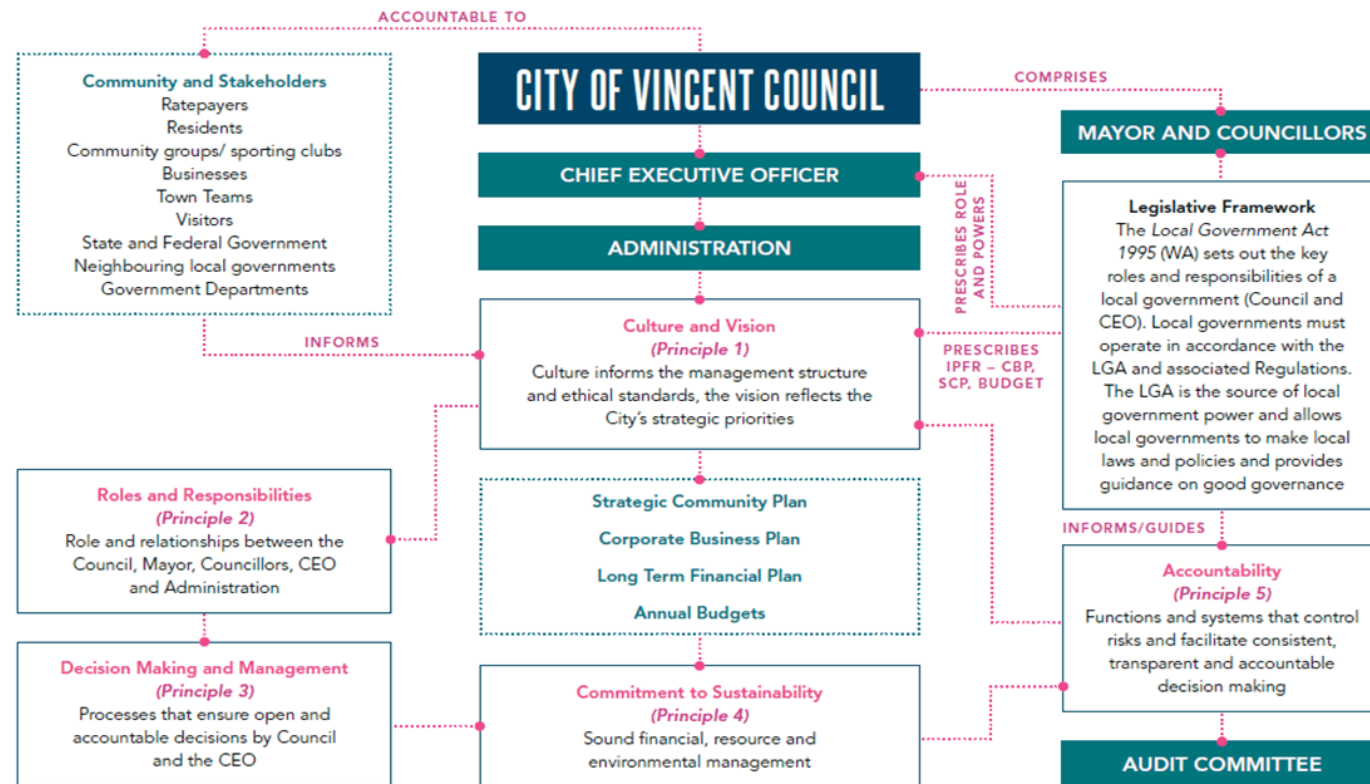 ACCOUNTABLE TO
Community and Stakeholders
Ratepayers
Residents
Community groups/ sporting clubs
Businesses
Town Teams
Visitors
State and Federal Government
Neighbouring local governments
Government Departments
CITY OF VINCENT COUNCIL
COMPRISES
MAYOR AND COUNCILLORS
CHIEF EXECUTIVE OFFICER
ADMINISTRATION
PRESCRIBES ROLE
AND POWERS
Legislative Framework
The Local Government Act
1995 (WA) sets out the key
roles and responsibilities of a
local government (Council and
CEO). Local governments must
operate in accordance with the
LGA and associated Regulations.
The LGA is the source of local
government power and allows
local governments to make local
laws and policies and provides
guidance on good governance
INFORMS
Culture and Vision
(Principle 1)
Culture informs the management structure
and ethical standards, the vision reflects the
City's strategic priorities
PRESCRIBES
IPFR – CBP,
SCP, BUDGET
Roles and Responsibilities
(Principle 2)
Role and relationships between the
Council, Mayor, Councillors, CEO
and Administration
Strategic Community Plan
Corporate Business Plan
Long Term Financial Plan
Annual Budgets
INFORMS/GUIDES
Accountability
(Principle 5)
Functions and systems that control
risks and facilitate consistent,
transparent and accountable
decision making
Decision Making and Management
(Principle 3)
Processes that ensure open and
accountable decisions by Council
and the CEO
Commitment to Sustainability
(Principle 4)
Sound financial, resource and
environmental management
AUDIT COMMITTEE